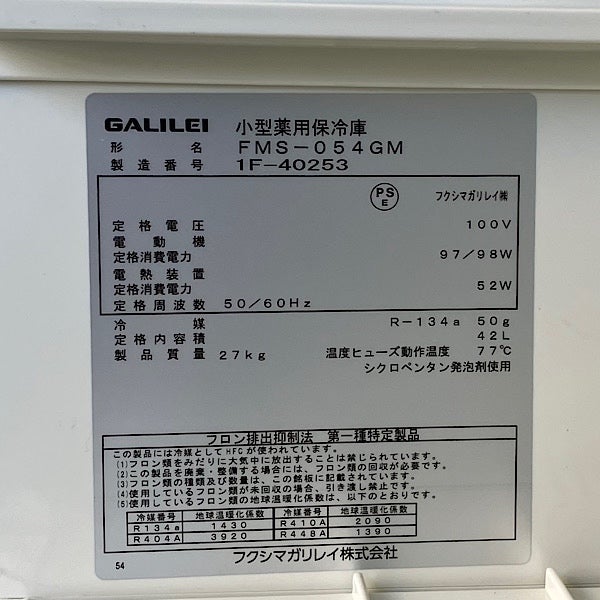 GALILEI 小型薬用保冷庫
形名 FMS-054GM
製造番号 1F-40253
PS E フクシマガリレイ㈱
定格電圧 100V
電動機
定格消費電力 97/98W
電熱装置
定格消費電力 52W
定格周波数 50/60Hz
冷媒 R-134a 50g
定格内容積 42L
製品質量 27kg 温度ヒューズ動作温度 77℃
シクロペンタン発泡剤使用
フロン排出抑制法 第一種特定製品
この製品には冷媒としてHFCが使われています。
(1)フロン類をみだりに大気中に放出することは禁じられています。
(2)この製品を廃棄・整備する場合には、フロン類の回収が必要です。
(3)フロン類の種類及び数量は、この銘板に記載されています。
(4)使用しているフロン類が未回収の場合、引き渡し禁止です。
(5)使用しているフロン類の地球温暖化係数は、以下のとおりです。
冷媒番号 地球温暖化係数 冷媒番号 地球温暖化係数
R134a 1430 R410A 2090
R404A 3920 R448A 1390
フクシマガリレイ株式会社
54